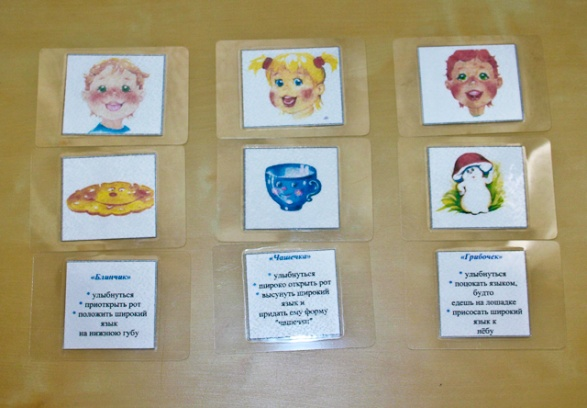 «Блинчик»
* улыбнуться
* приоткрыть рот
* положить широкий
язык
на нижнюю губу
«Чашечка»
* улыбнуться
* широко открыть рот
* высунуть широкий
язык и
придать ему форму
"чашечки"
«Грибочек»
* улыбнуться
* поцокать языком,
будто
едешь на лошадке
* присосать широкий
язык к
нёбу